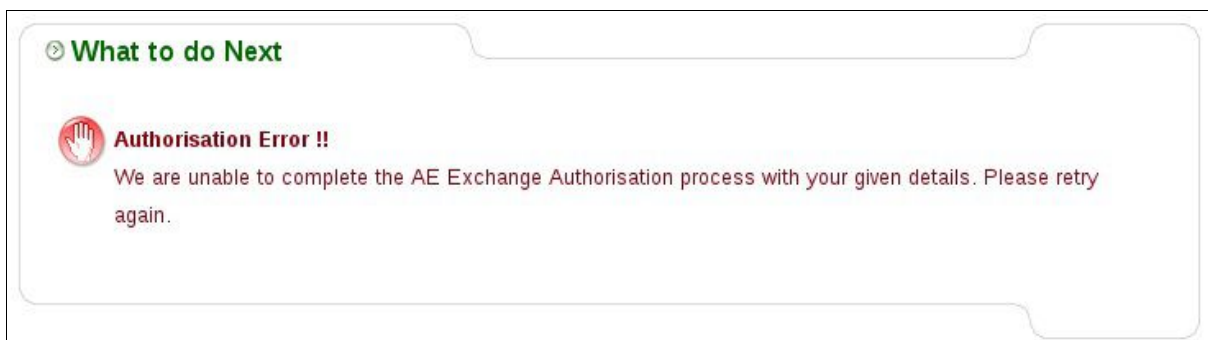 What to do Next
Authorisation Error !!
We are unable to complete the AE Exchange Authorisation process with your given details. Please retry
again.